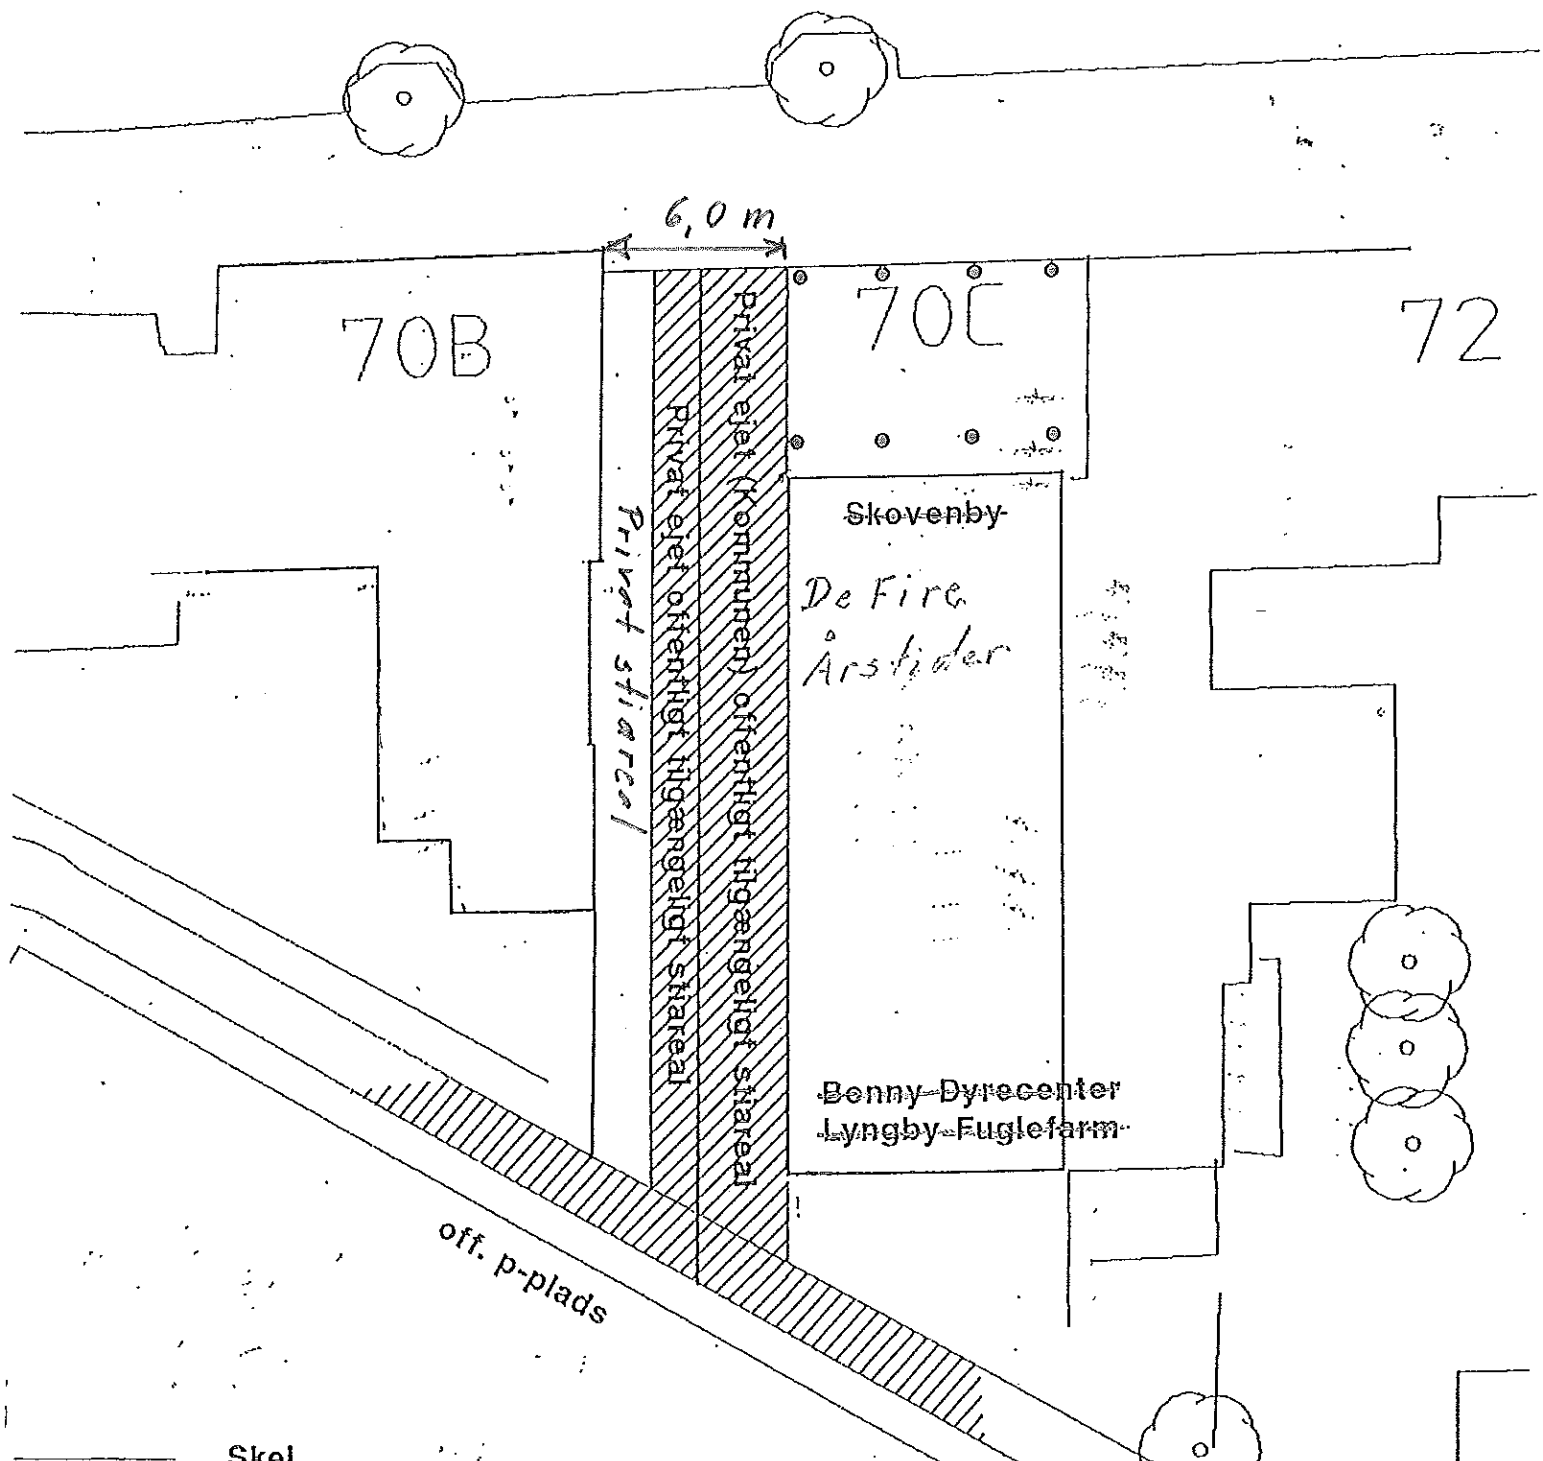 6,0 m
70B
70C
72
Privat ejet (Kommunen) offentligt tilgængeligt stiareal
Privat ejet offentligt tilgængeligt stiareal
Privat stiareal
Skovenby
De Fire
Årstider
Benny Dyrecenter
Lyngby Fuglefarm
off. p-plads
Skel